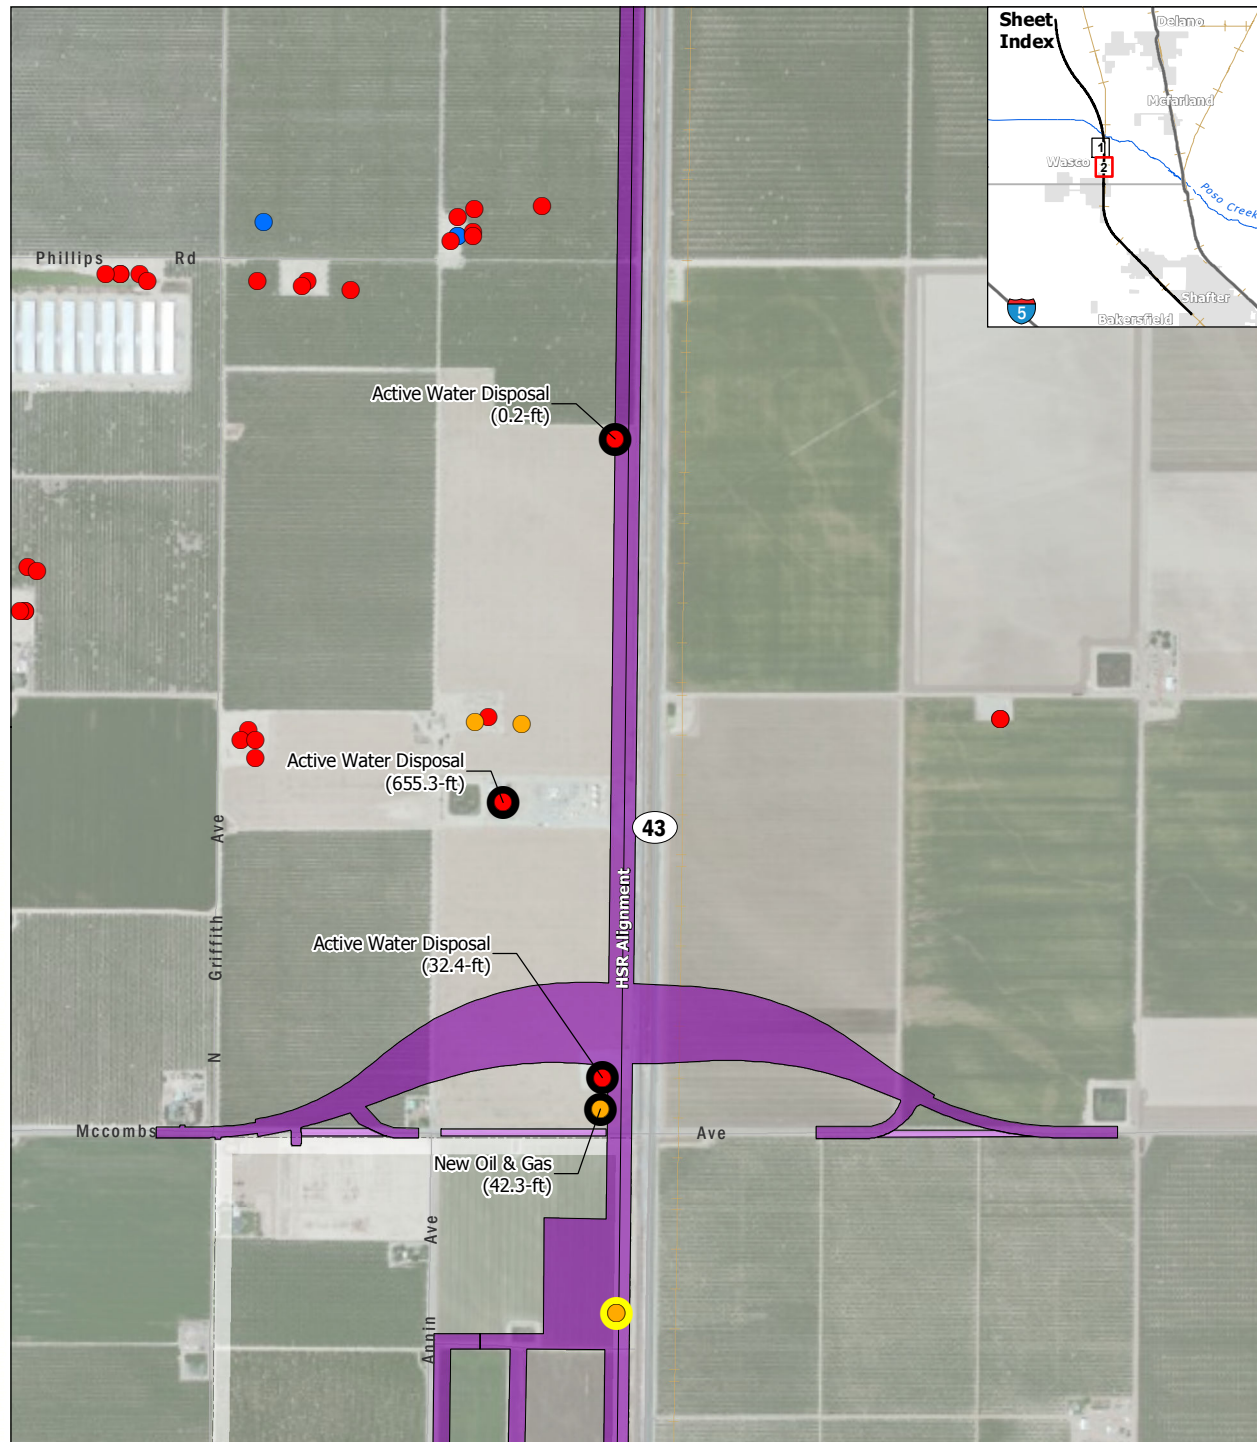 Sheet
Index
Delano
Mcfarland
1
Wasco
2
Poso Creek
Shafter
5
Bakersfield
Phillips Rd
Active Water Disposal
(0.2-ft)
Active Water Disposal
(655.3-ft)
43
N Griffith Ave
HSR Alignment
Active Water Disposal
(32.4-ft)
Mccombs Ave
New Oil & Gas
(42.3-ft)
Annin Ave